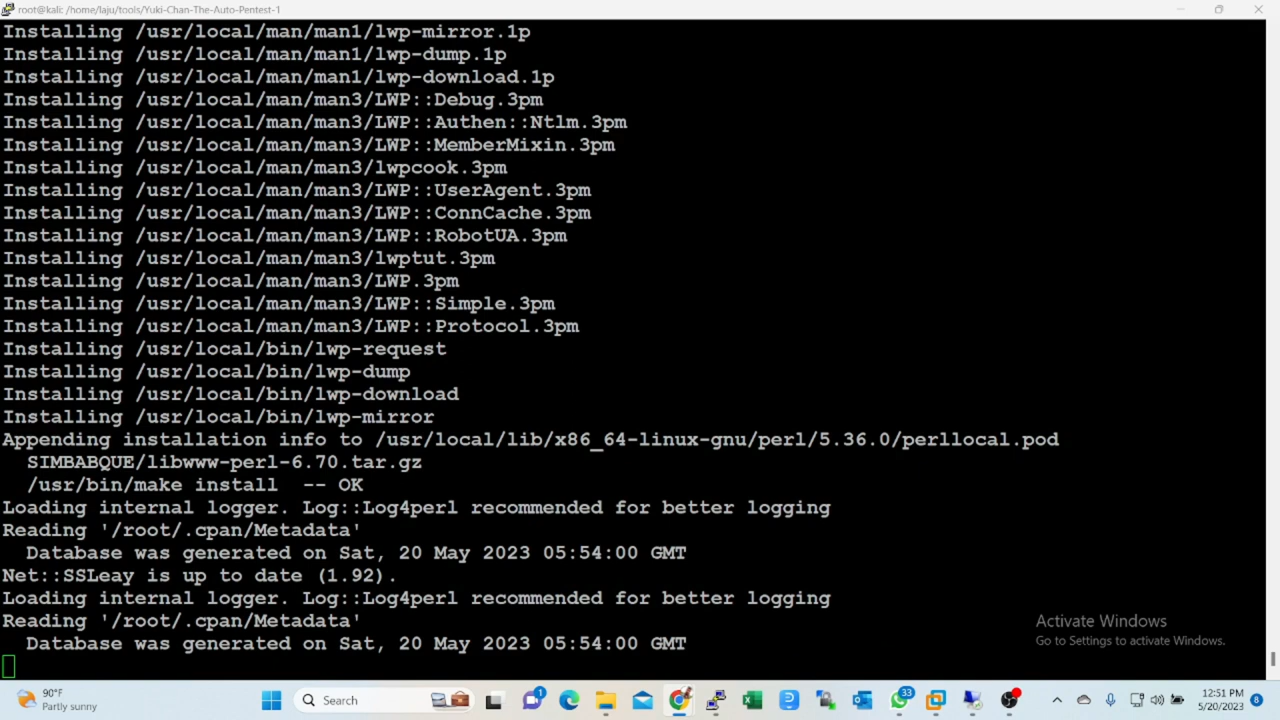 root@kali: /home/laju/tools/Yuki-Chan-The-Auto-Pentest-1
Installing /usr/local/man/man1/lwp-mirror.1p
Installing /usr/local/man/man1/lwp-dump.1p
Installing /usr/local/man/man1/lwp-download.1p
Installing /usr/local/man/man3/LWP::Debug.3pm
Installing /usr/local/man/man3/LWP::Authen::Ntlm.3pm
Installing /usr/local/man/man3/LWP::MemberMixin.3pm
Installing /usr/local/man/man3/lwpcook.3pm
Installing /usr/local/man/man3/LWP::UserAgent.3pm
Installing /usr/local/man/man3/LWP::ConnCache.3pm
Installing /usr/local/man/man3/LWP::RobotUA.3pm
Installing /usr/local/man/man3/lwptut.3pm
Installing /usr/local/man/man3/LWP.3pm
Installing /usr/local/man/man3/LWP::Simple.3pm
Installing /usr/local/man/man3/LWP::Protocol.3pm
Installing /usr/local/bin/lwp-request
Installing /usr/local/bin/lwp-dump
Installing /usr/local/bin/lwp-download
Installing /usr/local/bin/lwp-mirror
Appending installation info to /usr/local/lib/x86_64-linux-gnu/perl/5.36.0/perllocal.pod
SIMBABQUE/libwww-perl-6.70.tar.gz
/usr/bin/make install -- OK
Loading internal logger. Log::Log4perl recommended for better logging
Reading '/root/.cpan/Metadata'
Database was generated on Sat, 20 May 2023 05:54:00 GMT
Net::SSLeay is up to date (1.92).
Loading internal logger. Log::Log4perl recommended for better logging
Reading '/root/.cpan/Metadata'
Database was generated on Sat, 20 May 2023 05:54:00 GMT
Activate Windows
Go to Settings to activate Windows.
90°F
Partly sunny
Search
1
33
12:51 PM
5/20/2023
8